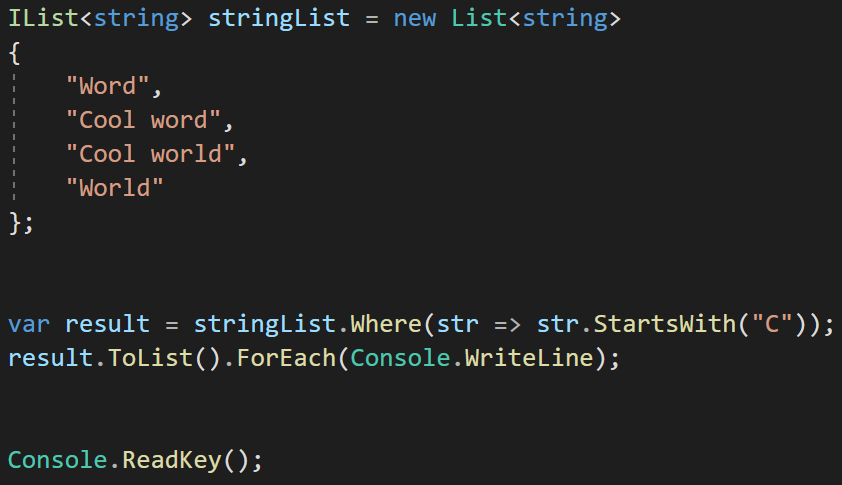 IList<string> stringList = new List<string>
{
    "Word",
    "Cool word",
    "Cool world",
    "World"
};
var result = stringList.Where(str => str.StartsWith("C"));
result.ToList().ForEach(Console.WriteLine);
Console.ReadKey();